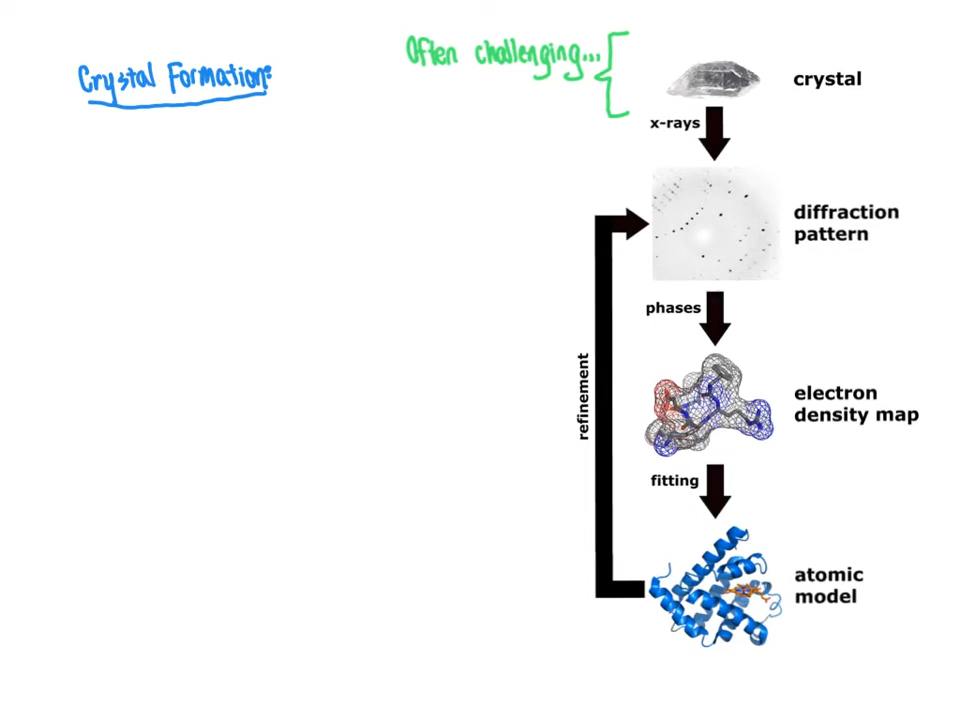 Often challenging...
Crystal Formation:
crystal
x-rays
diffraction
pattern
phases
electron
density map
refinement
fitting
atomic
model